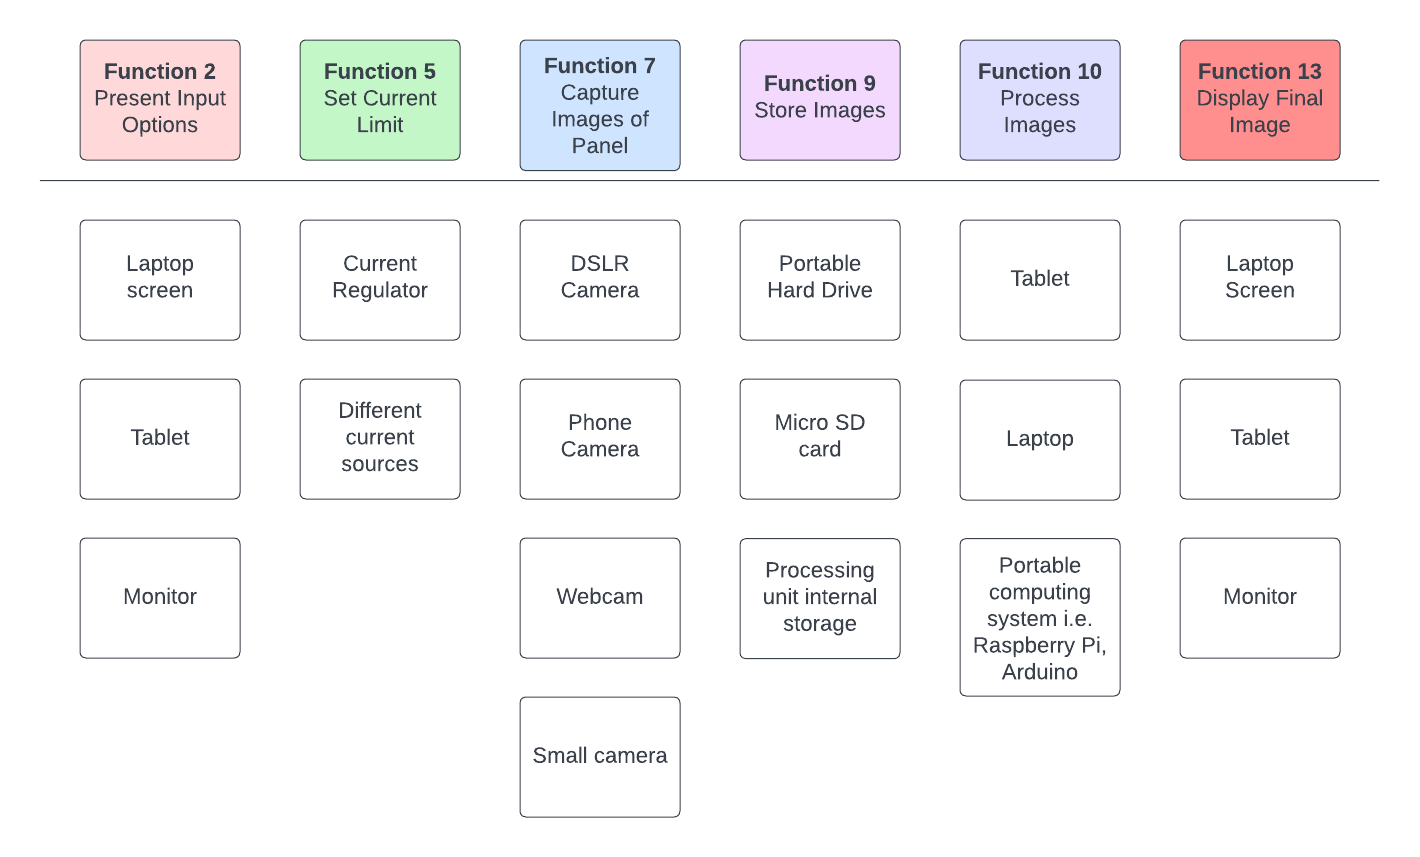 Function 2
Present Input
Options
Function 5
Set Current
Limit
Function 7
Capture
Images of
Panel
Function 9
Store Images
Function 10
Process
Images
Function 13
Display Final
Image
Laptop
screen
Current
Regulator
DSLR
Camera
Portable
Hard Drive
Tablet
Laptop
Screen
Tablet
Different
current
sources
Phone
Camera
Micro SD
card
Laptop
Tablet
Monitor
Webcam
Processing
unit internal
storage
Portable
computing
system i.e.
Raspberry Pi,
Arduino
Monitor
Small camera